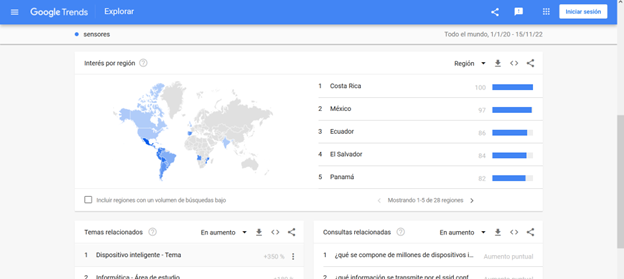 Google Trends Explorar Iniciar sesión
sensores Todo el mundo, 1/1/20 - 15/11/22
Interés por región Región
1 Costa Rica 100
2 México 97
3 Ecuador 86
4 El Salvador 84
5 Panamá 82
Incluir regiones con un volumen de búsquedas bajo Mostrando 1-5 de 28 regiones
Temas relacionados En aumento Consultas relacionadas En aumento
1 Dispositivo inteligente - Tema +350 % 1 ¿qué se compone de millones de dispositivos i... Aumento puntual
2 Informática - Área de estudio 2 ¿qué información se transmite por el ssid conf... Aumento puntual